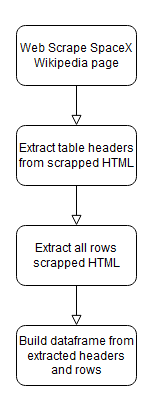 Web Scrape SpaceX
Wikipedia page
Extract table headers
from scrapped HTML
Extract all rows
scrapped HTML
Build dataframe from
extracted headers
and rows